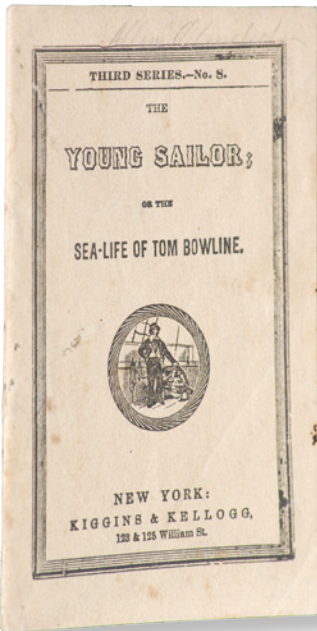 THIRD SERIES.—No. 8.
THE
YOUNG SAILOR;
OR THE
SEA-LIFE OF TOM BOWLINE.
NEW YORK:
KIGGINS & KELLOGG,
123 & 125 William St.